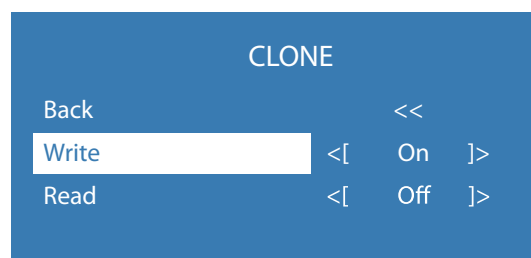 CLONE
Back <<
Write <[ On ]>
Read <[ Off ]>